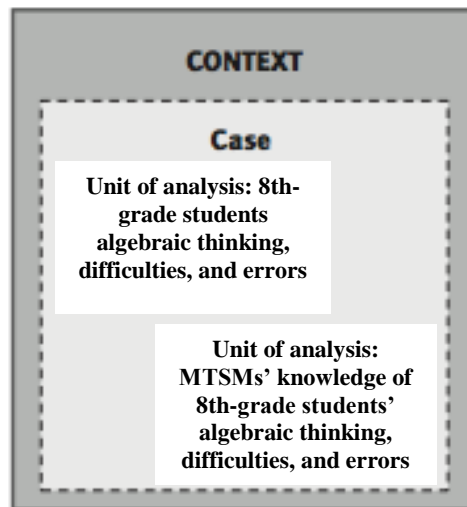 CONTEXT
Case
Unit of analysis: 8th-
grade students
algebraic thinking,
difficulties, and errors
Unit of analysis:
MTSMs’ knowledge of
8th-grade students’
algebraic thinking,
difficulties, and errors